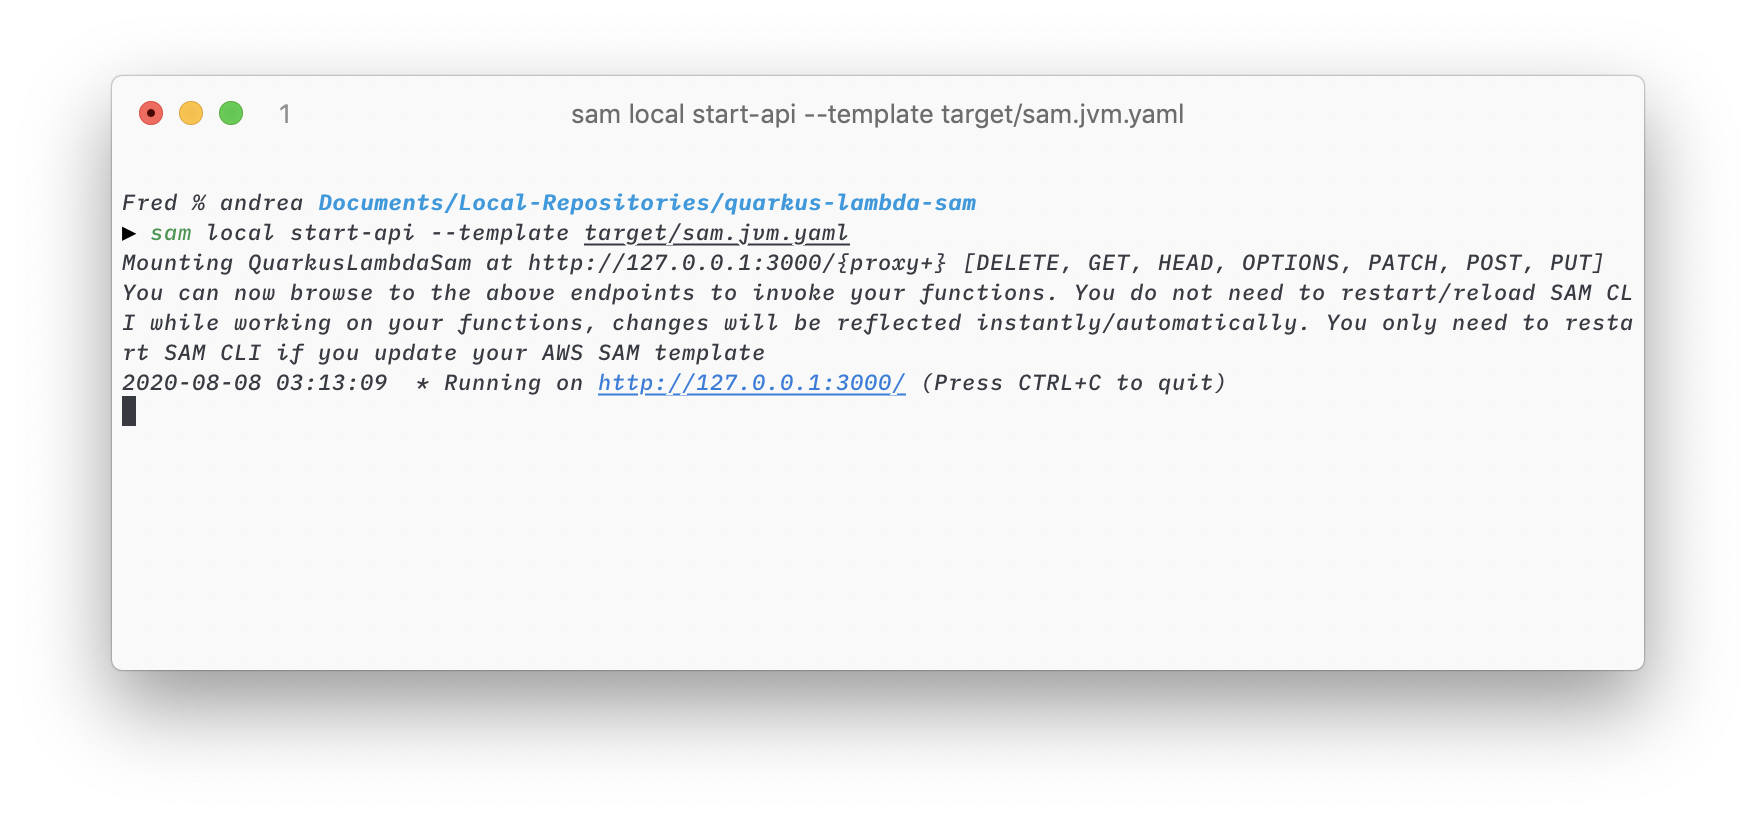 1 sam local start-api --template target/sam.jvm.yaml
Fred % andrea Documents/Local-Repositories/quarkus-lambda-sam
▶ sam local start-api --template target/sam.jvm.yaml
Mounting QuarkusLambdaSam at http://127.0.0.1:3000/{proxy+} [DELETE, GET, HEAD, OPTIONS, PATCH, POST, PUT]
You can now browse to the above endpoints to invoke your functions. You do not need to restart/reload SAM CL
I while working on your functions, changes will be reflected instantly/automatically. You only need to resta
rt SAM CLI if you update your AWS SAM template
2020-08-08 03:13:09  * Running on http://127.0.0.1:3000/ (Press CTRL+C to quit)